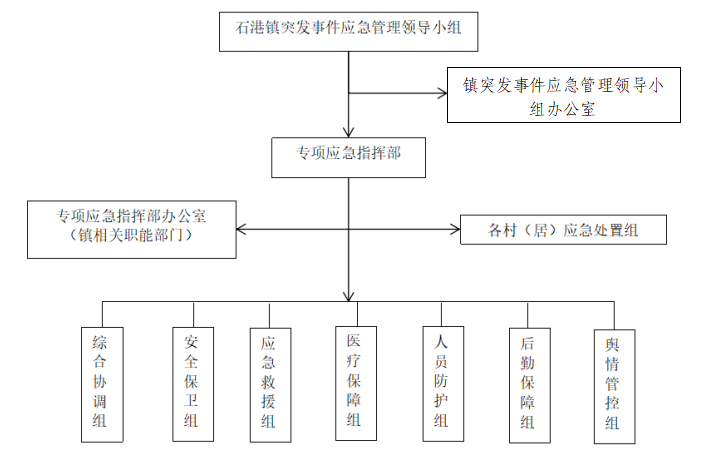 石港镇突发事件应急管理领导小组
镇突发事件应急管理领导小
组办公室
专项应急指挥部
专项应急指挥部办公室
（镇相关职能部门）
各村（居）应急处置组
综合协调组
安全保卫组
应急救援组
医疗保障组
人员防护组
后勤保障组
舆情管控组